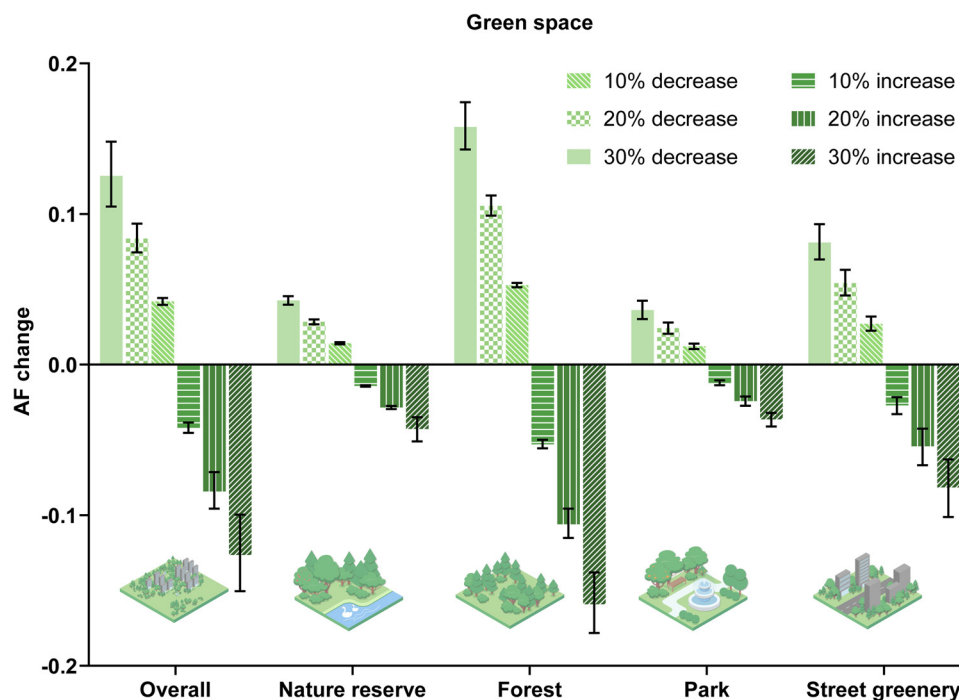 Green space
10% decrease
20% decrease
30% decrease
10% increase
20% increase
30% increase
AF change
0.2
0.1
0.0
-0.1
-0.2
Overall
Nature reserve
Forest
Park
Street greenery